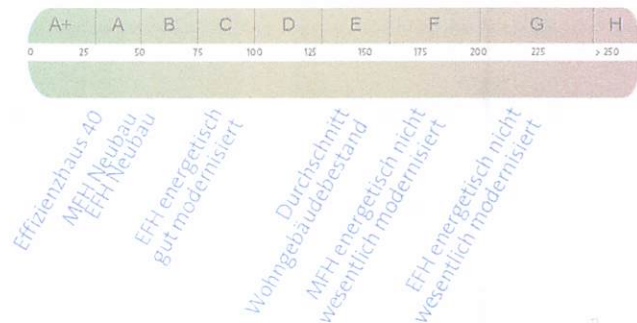 A+ A B C D E F G H
0 25 50 75 100 125 150 175 200 225 > 250
Effizienzhaus 40
MFH Neubau
EFH Neubau
EFH energetisch
gut modernisiert
Durchschnitt
Wohngebäudebestand
MFH energetisch nicht
wesentlich modernisiert
EFH energetisch nicht
wesentlich modernisiert